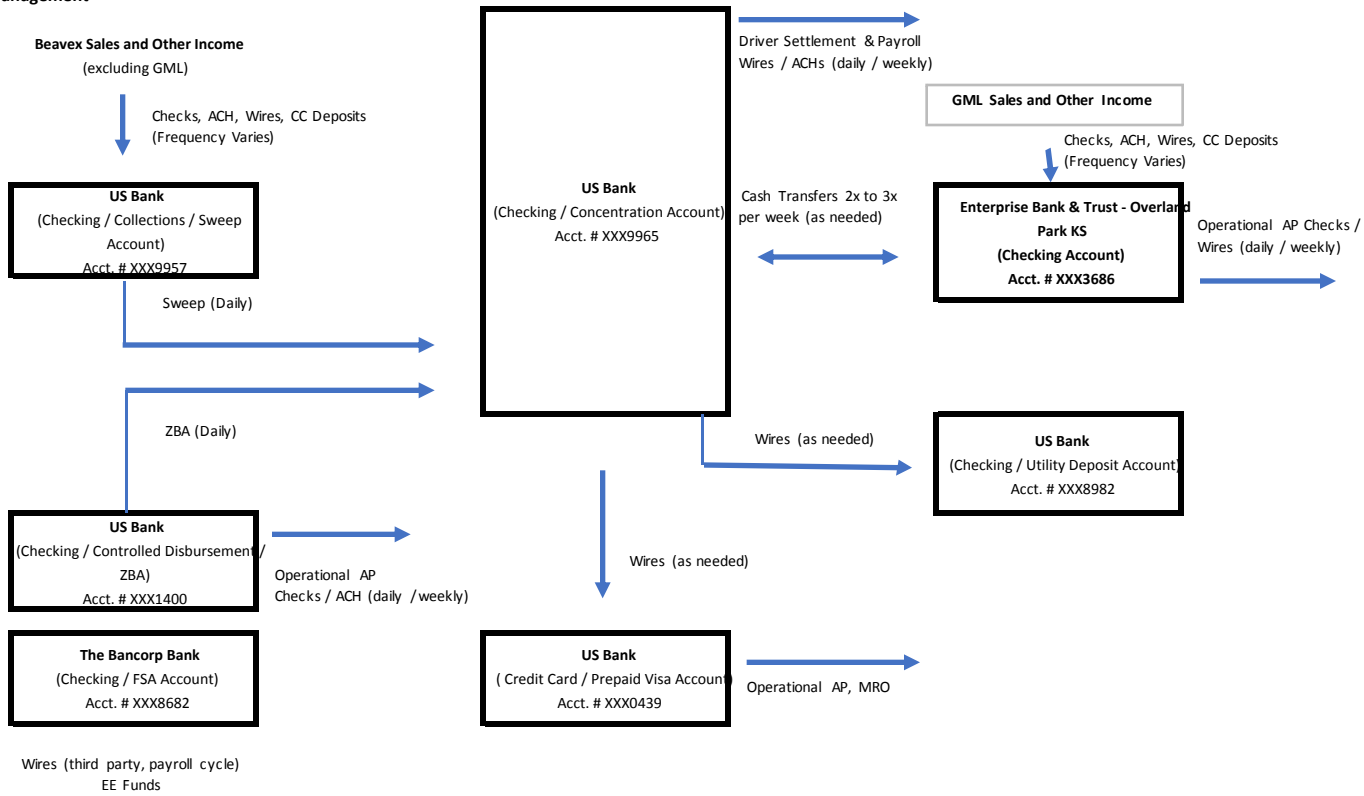 Beavex Sales and Other Income
(excluding GML)
Checks, ACH, Wires, CC Deposits
(Frequency Varies)
US Bank
(Checking / Collections / Sweep
Account)
Acct. # XXX9957
Sweep (Daily)
ZBA (Daily)
US Bank
(Checking / Controlled Disbursement /
ZBA)
Acct. # XXX1400
Operational AP
Checks / ACH (daily / weekly)
The Bancorp Bank
(Checking / FSA Account)
Acct. # XXX8682
Wires (third party, payroll cycle)
EE Funds
US Bank
(Checking / Concentration Account)
Acct. # XXX9965
Driver Settlement & Payroll
Wires / ACHs (daily / weekly)
Cash Transfers 2x to 3x
per week (as needed)
Wires (as needed)
Wires (as needed)
US Bank
( Credit Card / Prepaid Visa Account)
Acct. # XXX0439
Operational AP, MRO
GML Sales and Other Income
Checks, ACH, Wires, CC Deposits
(Frequency Varies)
Enterprise Bank & Trust - Overland
Park KS
(Checking Account)
Acct. # XXX3686
Operational AP Checks /
Wires (daily / weekly)
US Bank
(Checking / Utility Deposit Account)
Acct. # XXX8982